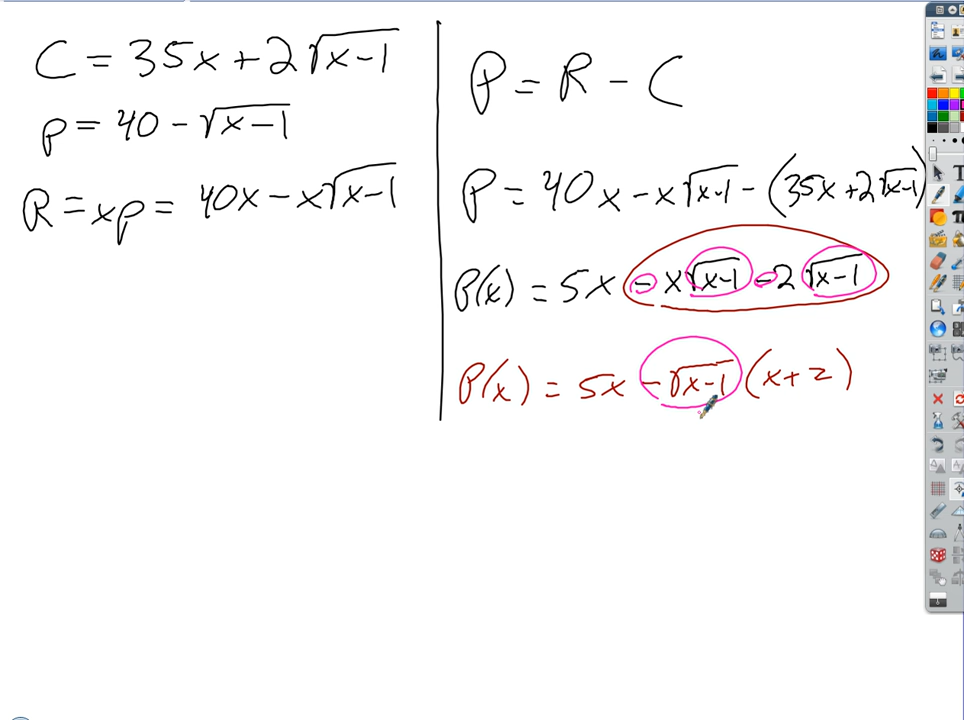 C = 35x + 2√(x-1)
p = 40 - √(x-1)
R = xp = 40x - x√(x-1)
P = R - C
P = 40x - x√(x-1) - (35x + 2√(x-1))
P(x) = 5x - x√(x-1) - 2√(x-1)
P(x) = 5x - √(x-1) (x+2)